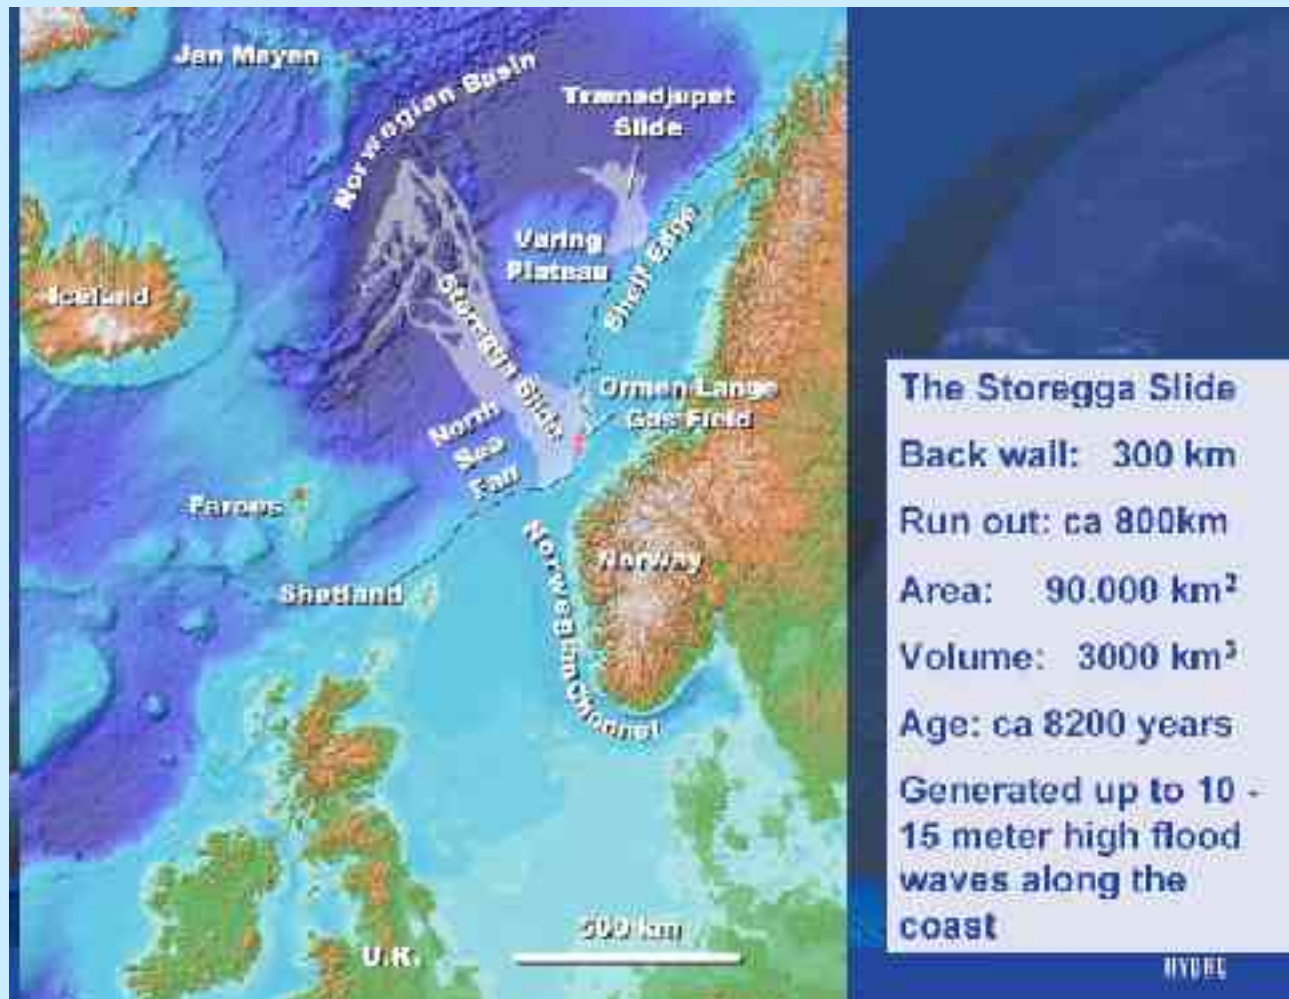 Jan Mayen
Norwegian Basin
Trænadjupet
Slide
Vøring
Plateau
Shelf Edge
Iceland
Storegga Slide
Ormen Lange
Gas Field
North
Sea
Fan
Faroes
Norway
Shetland
Norwegian Channel
500 km
U.K.
The Storegga Slide
Back wall: 300 km
Run out: ca 800km
Area: 90.000 km²
Volume: 3000 km³
Age: ca 8200 years
Generated up to 10 -
15 meter high flood
waves along the
coast
HYDRO